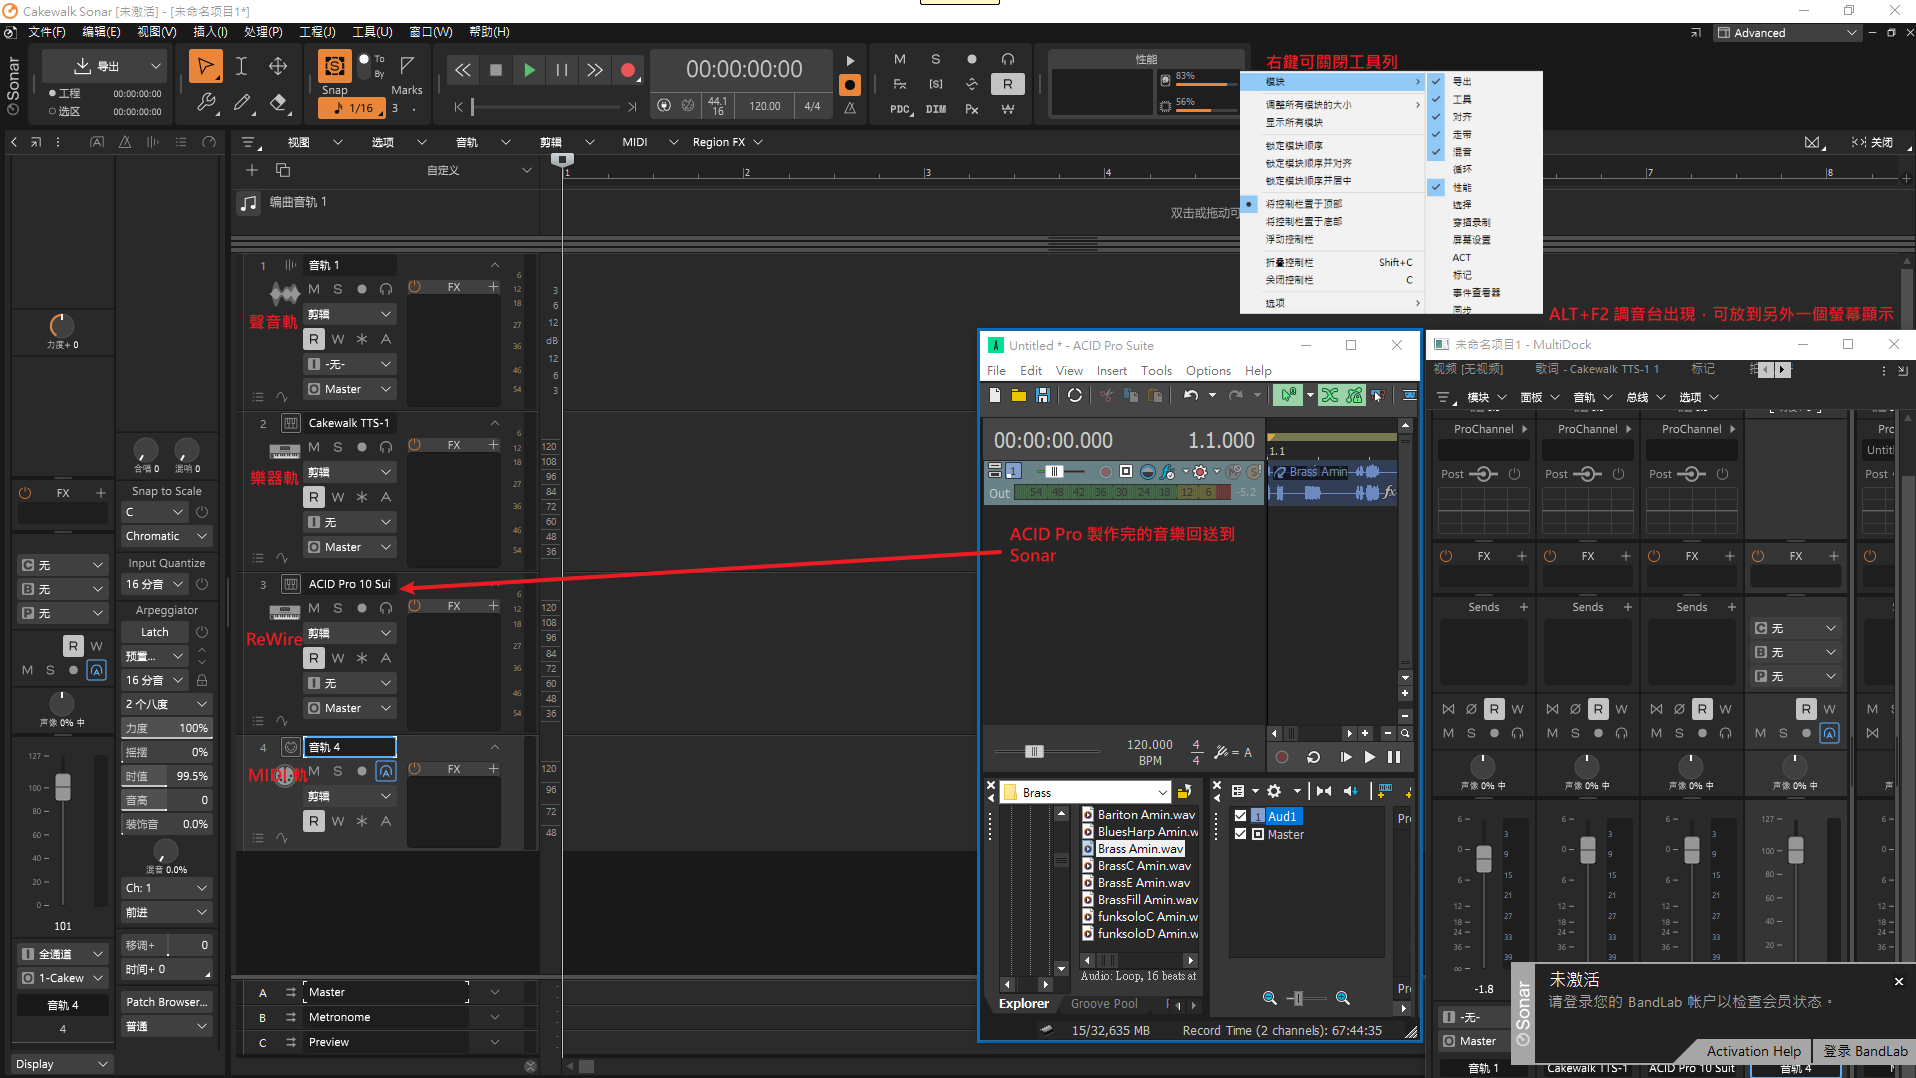 Cakewalk Sonar [未激活] - [未命名项目1*]
文件(F) 编辑(E) 视图(V) 插入(I) 处理(P) 工程(J) 工具(U) 窗口(W) 帮助(H)
Advanced
Sonar
导出
工程 00:00:00:00
选区 00:00:00:00
Snap
To
By
Marks
1/16
3
00:00:00:00
44.1
16
120.00
4/4
M S
R
PDC
DIM
Px
性能
83%
56%
右鍵可關閉工具列
模块
调整所有模块的大小
显示所有模块
锁定模块顺序
锁定模块顺序并对齐
锁定模块顺序并居中
将控制栏置于顶部
将控制栏置于底部
浮动控制栏
折叠控制栏 Shift+C
关闭控制栏 C
选项
导出
工具
对齐
走带
混音
循环
性能
选择
穿插录制
屏幕设置
ACT
标记
事件查看器
同步
视图 选项 音轨 剪辑 MIDI Region FX
关闭
自定义
1 2 3 4 7 8
编曲音轨 1
双击或拖动可
ALT+F2 調音台出現，可放到另外一個螢幕顯示
1 音轨 1
M S
FX
剪辑
聲音軌
R W * A
-无-
Master
2 Cakewalk TTS-1
M S
FX
剪辑
樂器軌
R W * A
无
Master
3 ACID Pro 10 Sui
M S
FX
剪辑
ReWire
R W * A
无
Master
4 音轨 4
MIDI軌
M S
FX
剪辑
R W * A
A Master
B Metronome
C Preview
力度+ 0
合唱 0
混响 0
FX
Snap to Scale
C
Chromatic
Input Quantize
16 分音
Arpeggiator
Latch
预置...
16 分音
2 个八度
力度 100%
摇摆 0%
时值 99.5%
音高 0
装饰音 0.0%
混音 0.0%
Ch: 1
前进
移调+ 0
时间+ 0
Patch Browser...
普通
C 无
B 无
P 无
R W
M S
声像 0% 中
127
100
80
60
40
20
0
101
全通道
1-Cakew
音轨 4
4
Display
Untitled * - ACID Pro Suite
File Edit View Insert Tools Options Help
00:00:00.000 1.1.000
1.1
1
Brass Amin
Out 54 48 42 36 30 24 18 12 6 -5.2
ACID Pro 製作完的音樂回送到
Sonar
120.000
BPM
4
4
= A
Brass
Bariton Amin.wav
BluesHarp Amin.w
Brass Amin.wav
BrassC Amin.wav
BrassE Amin.wav
BrassFill Amin.wav
funksoloC Amin.w
funksoloD Amin.w
Audio: Loop, 16 beats at
Explorer Groove Pool
1 Aud1
Master
15/32,635 MB
Record Time (2 channels): 67:44:35
未命名项目1 - MultiDock
视频 [无视频] 歌词 - Cakewalk TTS-1 1 标记
模块 面板 音轨 总线 选项
ProChannel ProChannel ProChannel
Untit
Post Post Post
FX FX FX FX
Sends Sends Sends
C 无
B 无
P 无
R W R W R W R W
M S M S M S M S
声像 0% 中 声像 0% 中 声像 0% 中 声像 0% 中
-1.8
-无-
Master
音轨 1 Cakewalk TTS-1 ACID Pro 10 Suit 音轨 4
Sonar
未激活
请登录您的 BandLab 帐户以检查会员状态。
Activation Help 登录 BandLab